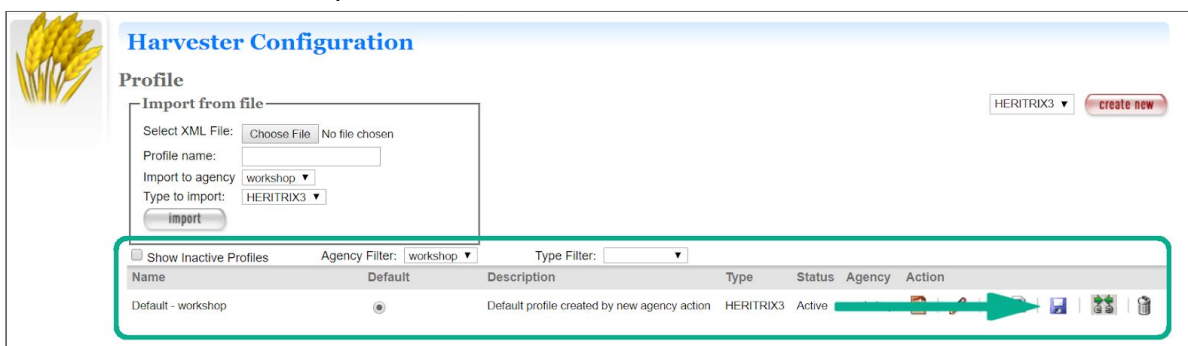 Harvester Configuration
Profile
Import from file
HERITRIX3 create new
Select XML File: Choose File No file chosen
Profile name:
Import to agency workshop
Type to import: HERITRIX3
import
Show Inactive Profiles Agency Filter: workshop Type Filter:
Name Default Description Type Status Agency Action
Default - workshop Default profile created by new agency action HERITRIX3 Active